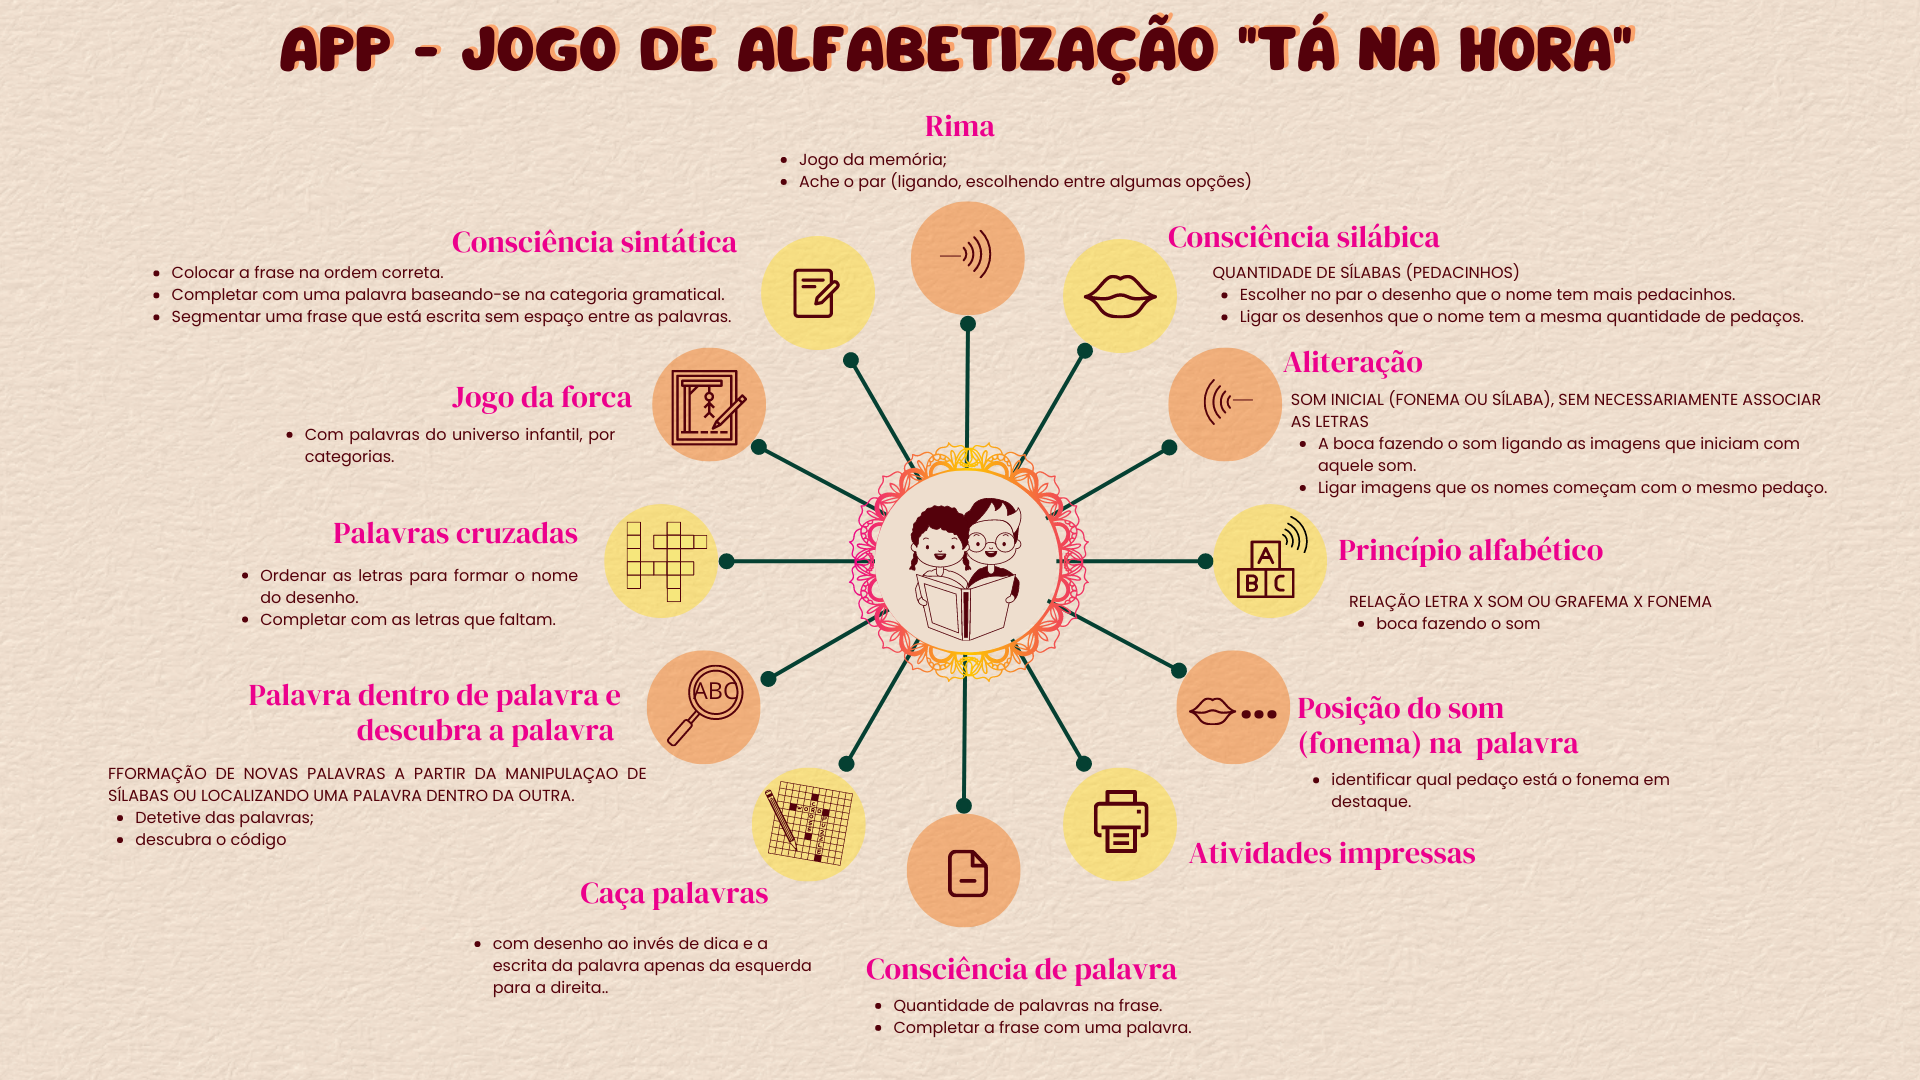 APP - JOGO DE ALFABETIZAÇÃO "TÁ NA HORA"
Rima
• Jogo da memória;
• Ache o par (ligando, escolhendo entre algumas opções)
Consciência sintática
• Colocar a frase na ordem correta.
• Completar com uma palavra baseando-se na categoria gramatical.
• Segmentar uma frase que está escrita sem espaço entre as palavras.
Consciência silábica
QUANTIDADE DE SÍLABAS (PEDACINHOS)
• Escolher no par o desenho que o nome tem mais pedacinhos.
• Ligar os desenhos que o nome tem a mesma quantidade de pedaços.
Jogo da forca
• Com palavras do universo infantil, por
categorias.
Aliteração
SOM INICIAL (FONEMA OU SÍLABA), SEM NECESSARIAMENTE ASSOCIAR
AS LETRAS
• A boca fazendo o som ligando as imagens que iniciam com
aquele som.
• Ligar imagens que os nomes começam com o mesmo pedaço.
Palavras cruzadas
• Ordenar as letras para formar o nome
do desenho.
• Completar com as letras que faltam.
A
B C
Princípio alfabético
RELAÇÃO LETRA X SOM OU GRAFEMA X FONEMA
• boca fazendo o som
ABC
Palavra dentro de palavra e
descubra a palavra
FFORMAÇÃO DE NOVAS PALAVRAS A PARTIR DA MANIPULAÇAO DE
SÍLABAS OU LOCALIZANDO UMA PALAVRA DENTRO DA OUTRA.
• Detetive das palavras;
• descubra o código
Posição do som
(fonema) na palavra
• identificar qual pedaço está o fonema em
destaque.
Atividades impressas
Caça palavras
• com desenho ao invés de dica e a
escrita da palavra apenas da esquerda
para a direita..
Consciência de palavra
• Quantidade de palavras na frase.
• Completar a frase com uma palavra.